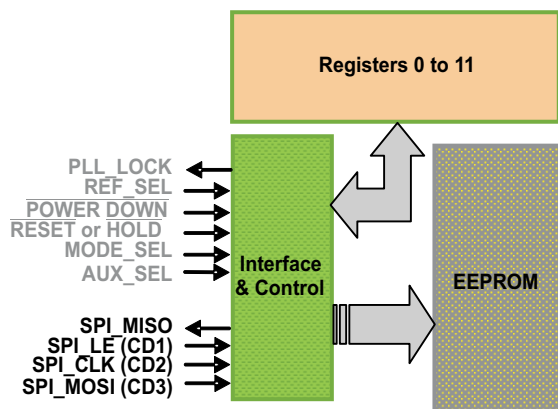 Registers 0 to 11
PLL_LOCK
REF_SEL
POWER DOWN
RESET or HOLD
MODE_SEL
AUX_SEL
SPI_MISO
SPI_LE (CD1)
SPI_CLK (CD2)
SPI_MOSI (CD3)
Interface
& Control
EEPROM